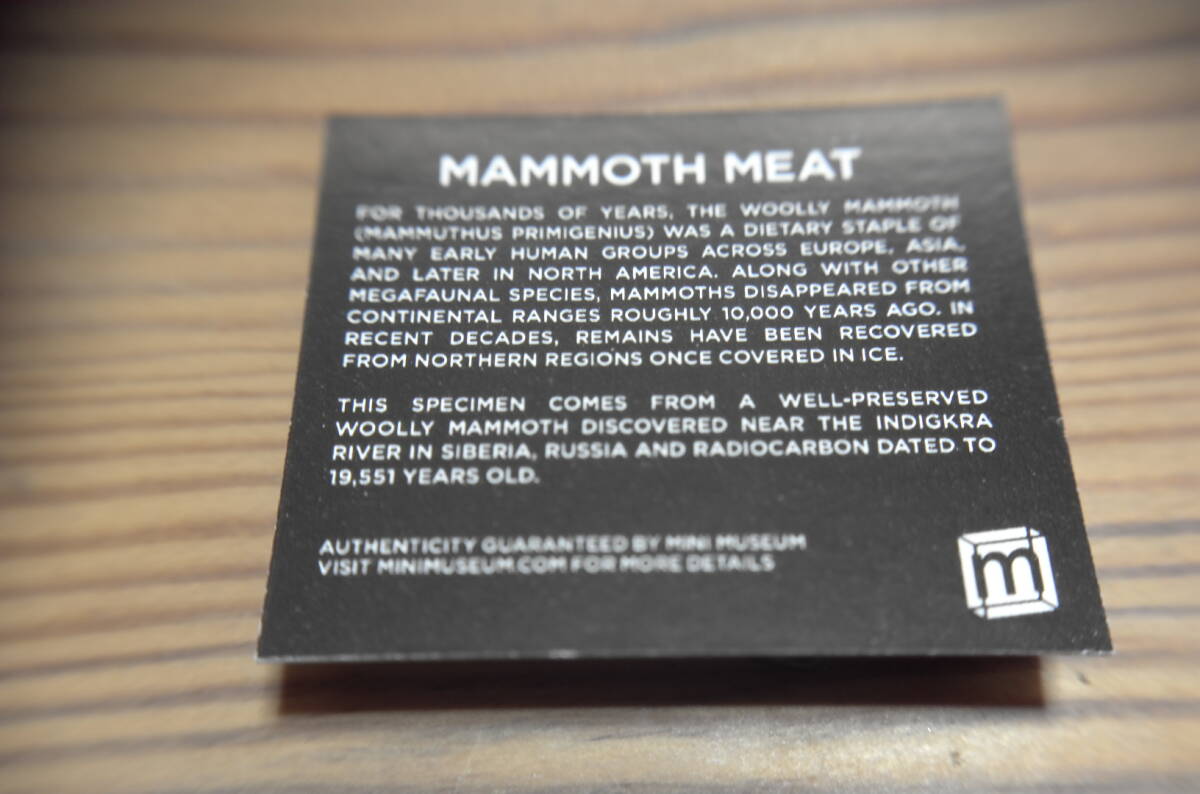 MAMMOTH MEAT
FOR THOUSANDS OF YEARS, THE WOOLLY MAMMOTH
(MAMMUTHUS PRIMIGENIUS) WAS A DIETARY STAPLE OF
MANY EARLY HUMAN GROUPS ACROSS EUROPE, ASIA,
AND LATER IN NORTH AMERICA. ALONG WITH OTHER
MEGAFAUNAL SPECIES, MAMMOTHS DISAPPEARED FROM
CONTINENTAL RANGES ROUGHLY 10,000 YEARS AGO. IN
RECENT DECADES, REMAINS HAVE BEEN RECOVERED
FROM NORTHERN REGIONS ONCE COVERED IN ICE.
THIS SPECIMEN COMES FROM A WELL-PRESERVED
WOOLLY MAMMOTH DISCOVERED NEAR THE INDIGKRA
RIVER IN SIBERIA, RUSSIA AND RADIOCARBON DATED TO
19,551 YEARS OLD.
AUTHENTICITY GUARANTEED BY MINI MUSEUM
VISIT MINIMUSEUM.COM FOR MORE DETAILS
m